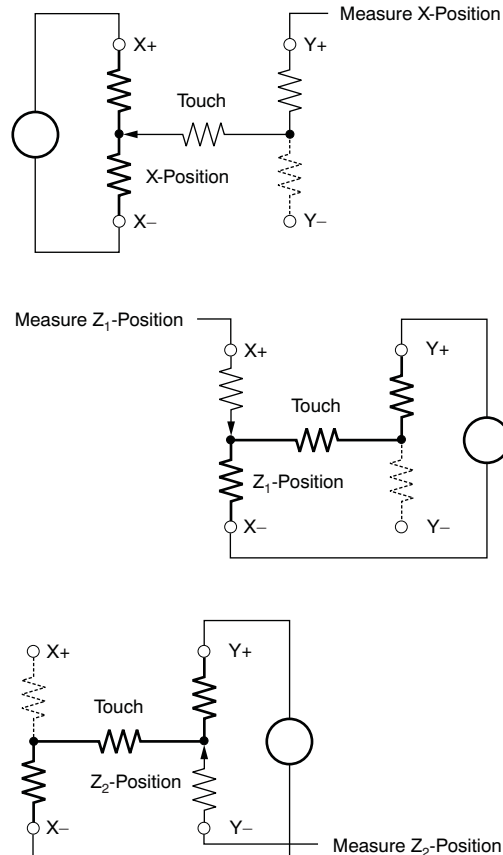 Measure X-Position
X+
Y+
Touch
X-Position
X–
Y–
Measure Z₁-Position
X+
Y+
Touch
Z₁-Position
X–
Y–
X+
Y+
Touch
Z₂-Position
X–
Y–
Measure Z₂-Position